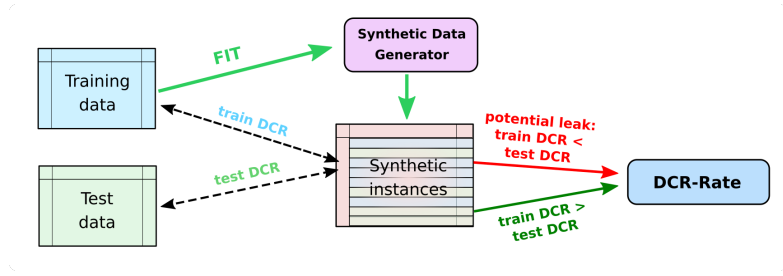 Training
data
FIT
Synthetic Data
Generator
train DCR
test DCR
Test
data
Synthetic
instances
potential leak:
train DCR <
test DCR
train DCR >
test DCR
DCR-Rate